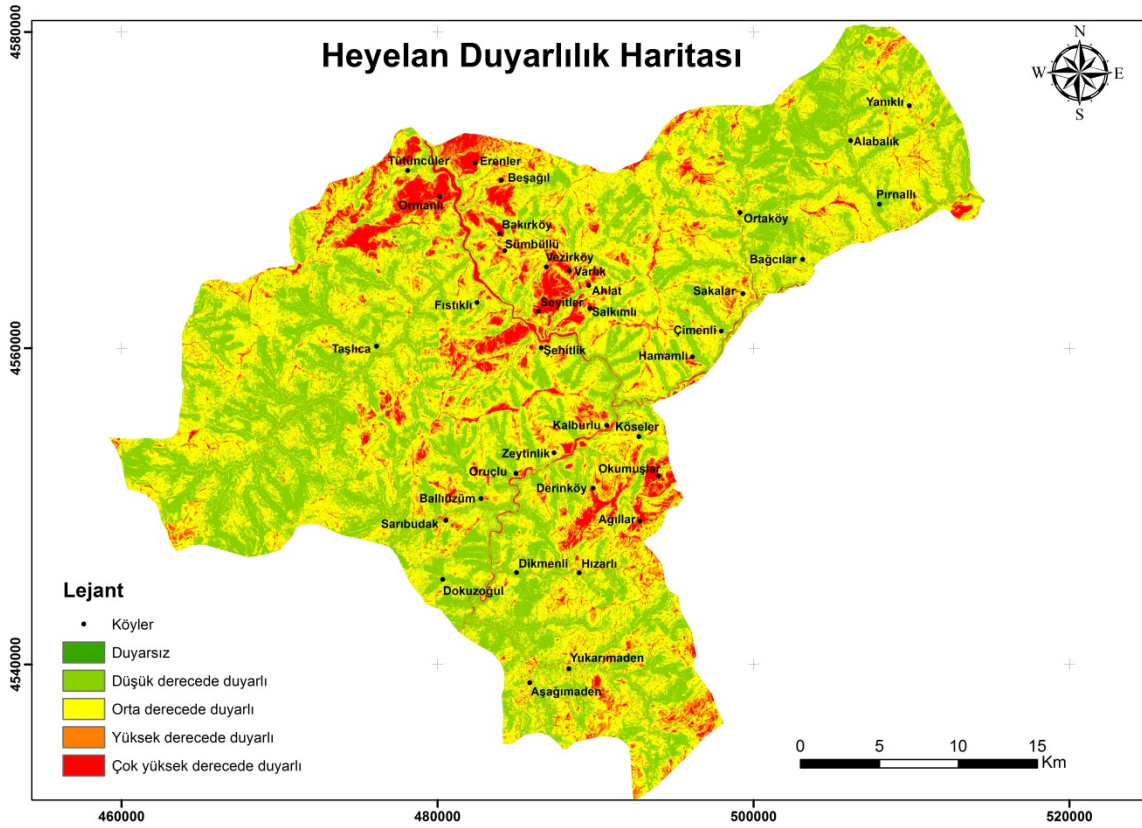 Heyelan Duyarlılık Haritası
N
W
E
S
4580000
4560000
4540000
Yanıklı
Alabalık
Tütüncüler
Erenler
Beşağıl
Ormanlı
Pırnallı
Ortaköy
Bakırköy
Sümbüllü
Vezirköy
Varlık
Bağcılar
Ahlat
Sakalar
Fıstıklı
Seyitler
Salkımlı
Çimenli
Taşlıca
Şehitlik
Hamamlı
Kalburlu
Köseler
Zeytinlik
Oruçlu
Okumuşlar
Derinköy
Ballıüzüm
Sarıbudak
Ağıllar
Dikmenli
Hızarlı
Dokuzoğul
Yukarımaden
Aşağımaden
Lejant
Köyler
Duyarsız
Düşük derecede duyarlı
Orta derecede duyarlı
Yüksek derecede duyarlı
Çok yüksek derecede duyarlı
0 5 10 15
Km
460000 480000 500000 520000